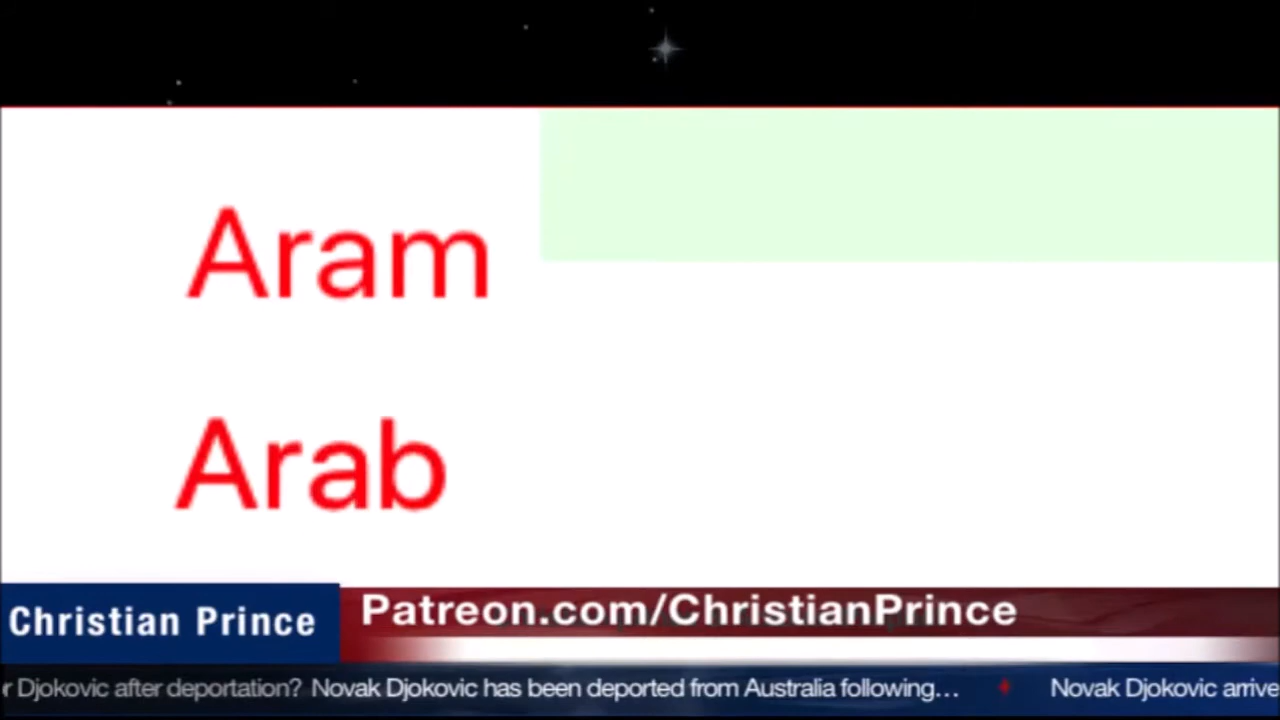 Aram
Arab
Christian Prince
Patreon.com/ChristianPrince
Djokovic after deportation? Novak Djokovic has been deported from Australia following... Novak Djokovic